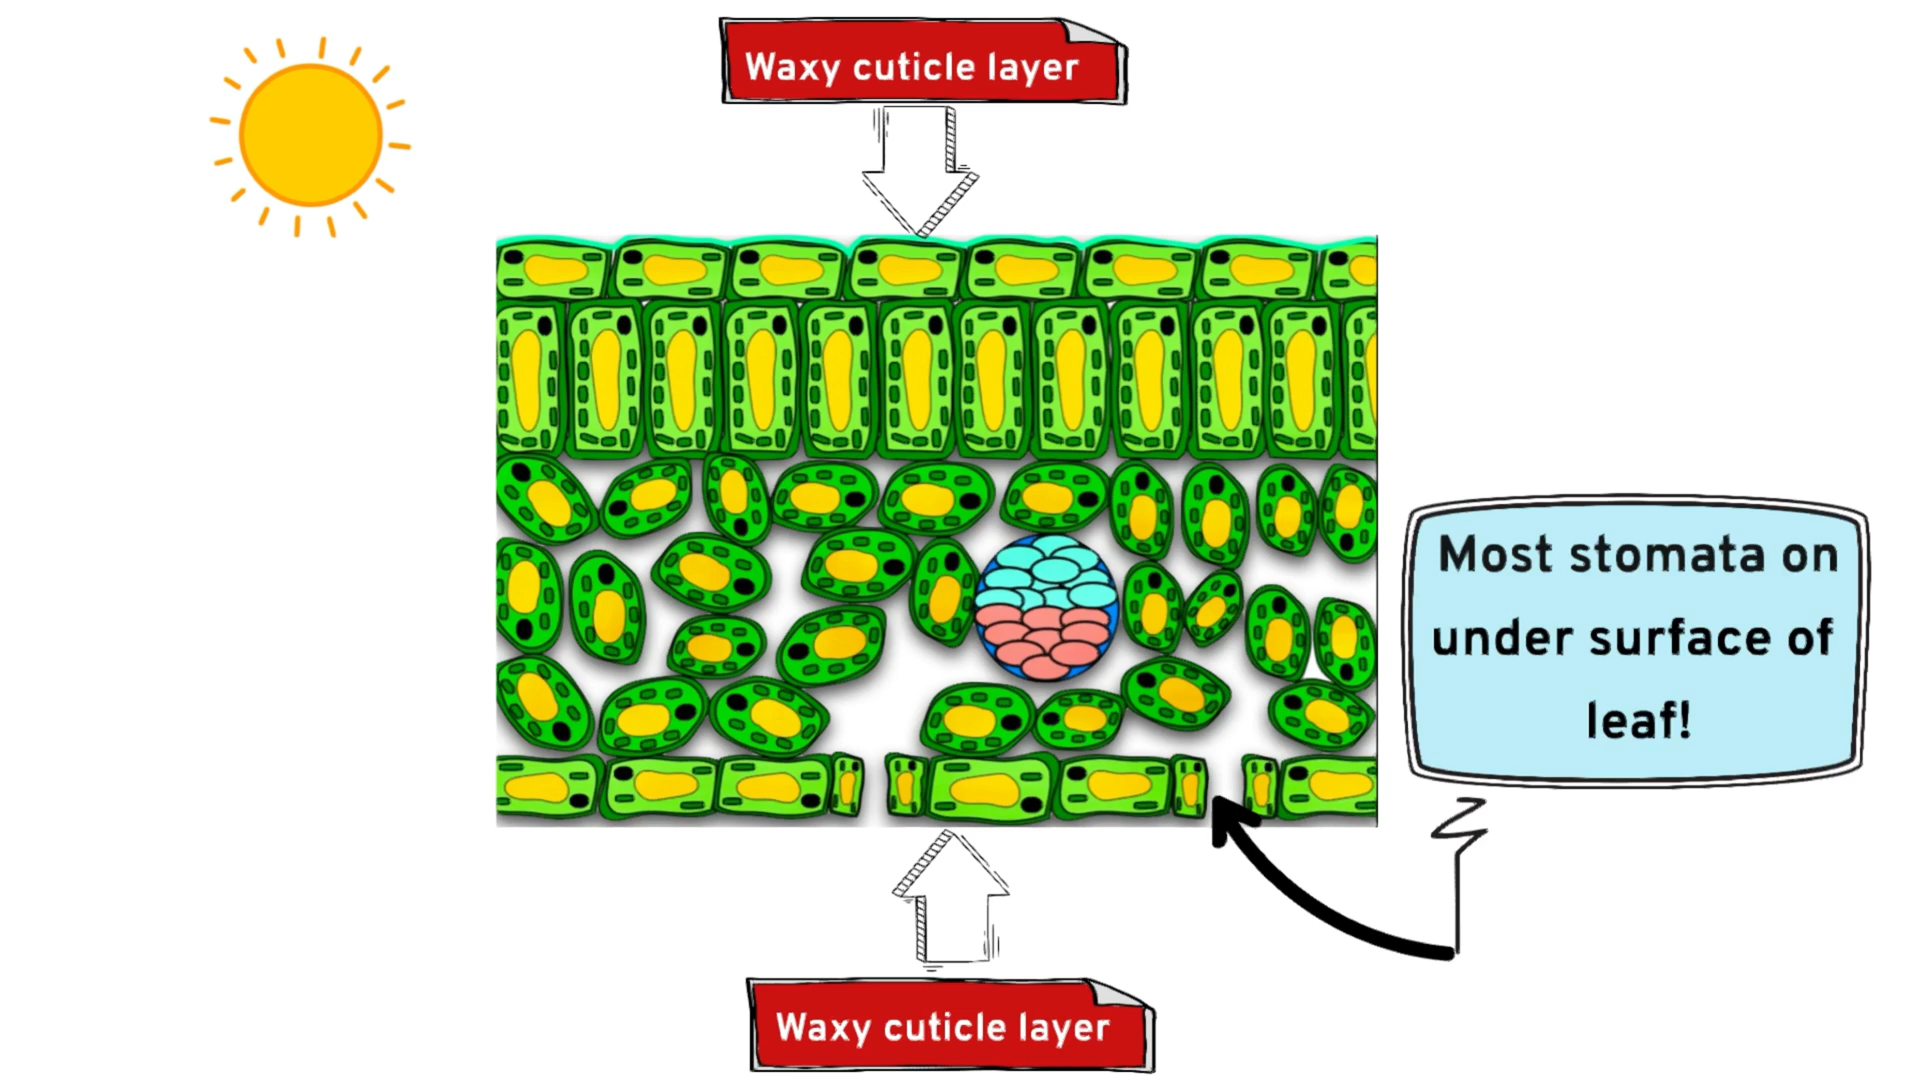 Waxy cuticle layer
Most stomata on
under surface of
leaf!
Waxy cuticle layer